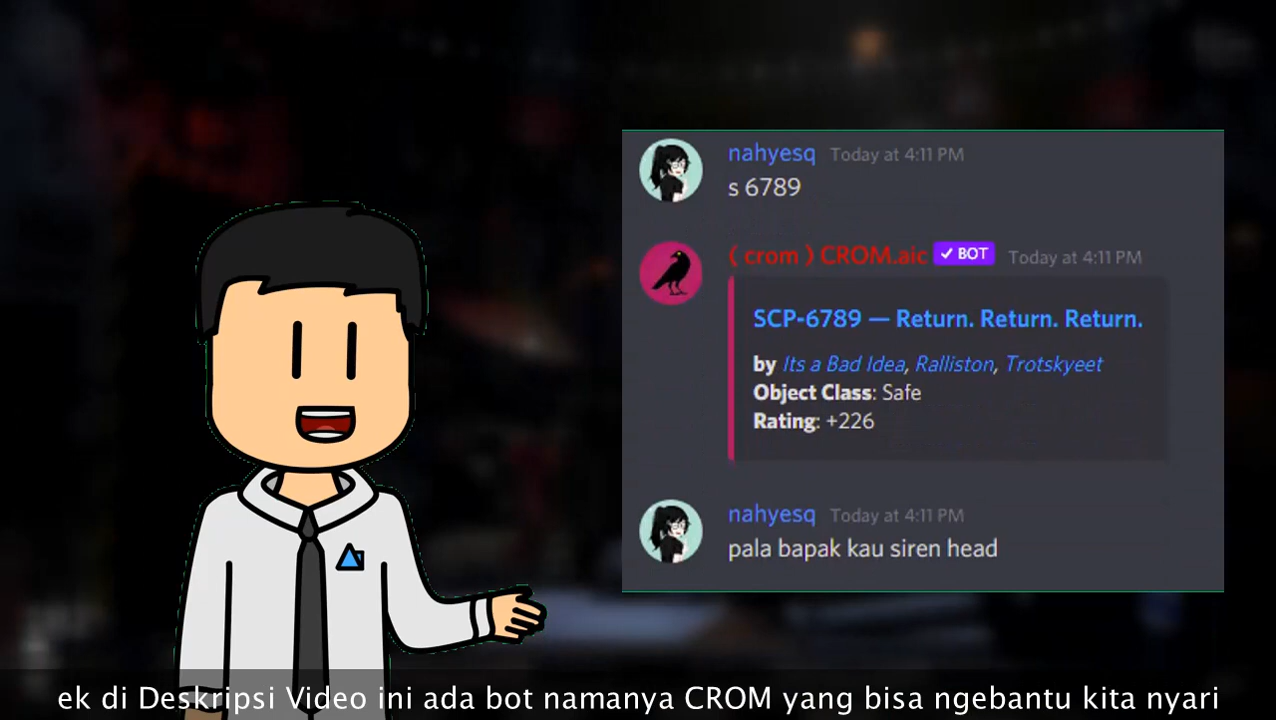 nahyesq Today at 4:11 PM
s 6789
( crom ) CROM.aic ✓ BOT Today at 4:11 PM
SCP-6789 — Return. Return. Return.
by Its a Bad Idea, Ralliston, Trotskyeet
Object Class: Safe
Rating: +226
nahyesq Today at 4:11 PM
pala bapak kau siren head
ek di Deskripsi Video ini ada bot namanya CROM yang bisa ngebantu kita nyari